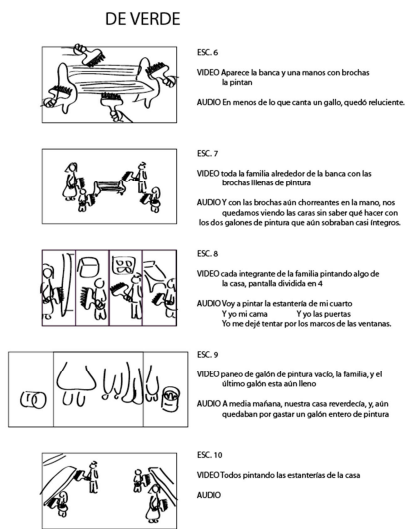 DE VERDE
ESC. 6
VIDEO Aparece la banca y una manos con brochas
la pintan
AUDIO En menos de lo que canta un gallo, quedó reluciente.
ESC. 7
VIDEO toda la familia alrededor de la banca con las
brochas llienas de pintura
AUDIO Y con las brochas aún chorreantes en la mano, nos
quedamos viendo las caras sin saber qué hacer con
los dos galones de pintura que aún sobraban casi íntegros.
ESC. 8
VIDEO cada integrante de la familia pintando algo de
la casa, pantalla dividida en 4
AUDIO Voy a pintar la estantería de mi cuarto
Y yo mi cama Y yo las puertas
Yo me dejé tentar por los marcos de las ventanas.
ESC. 9
VIDEO paneo de galón de pintura vacío, la familia, y el
último galón esta aún lleno
AUDIO A media mañana, nuestra casa reverdecía, y, aún
quedaban por gastar un galón entero de pintura
ESC. 10
VIDEO Todos pintando las estanterías de la casa
AUDIO